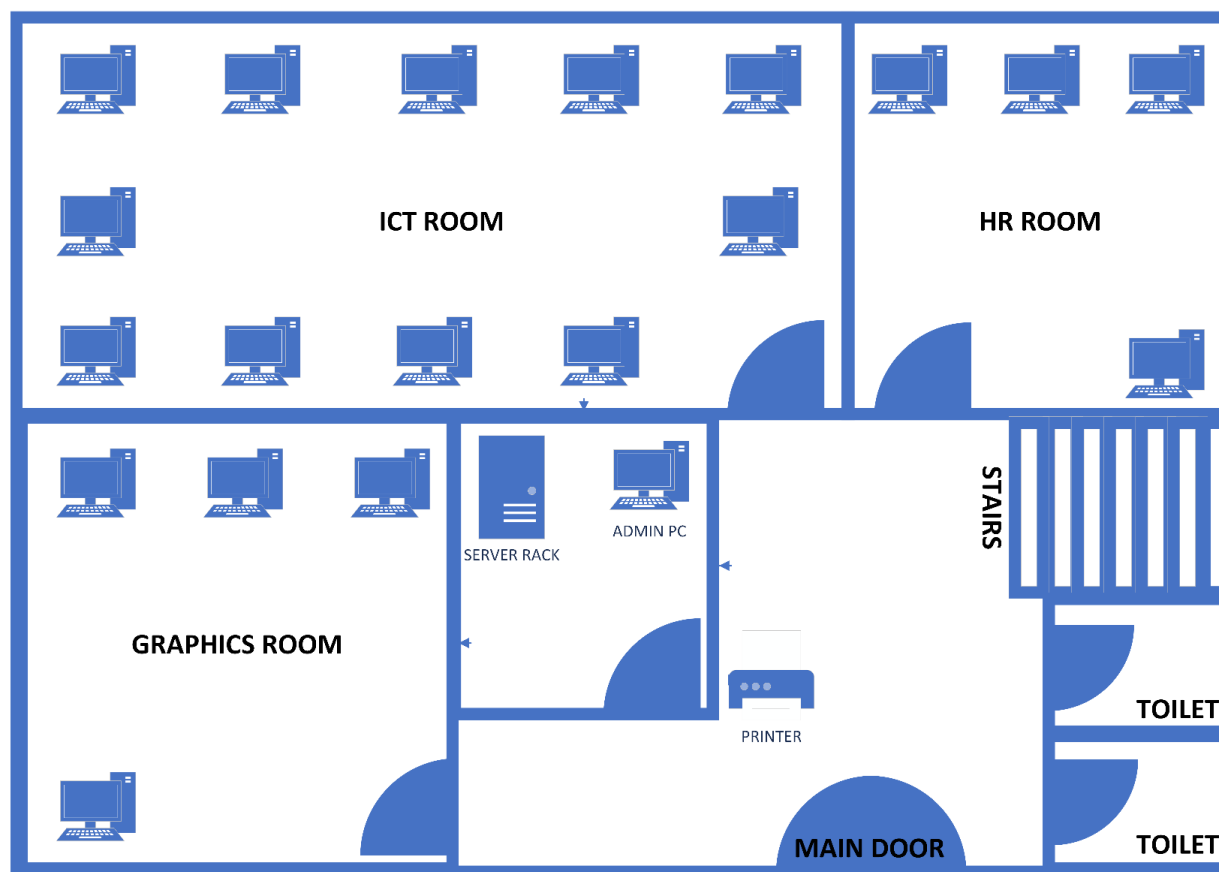 ICT ROOM
HR ROOM
STAIRS
SERVER RACK
ADMIN PC
GRAPHICS ROOM
PRINTER
TOILET
MAIN DOOR
TOILET